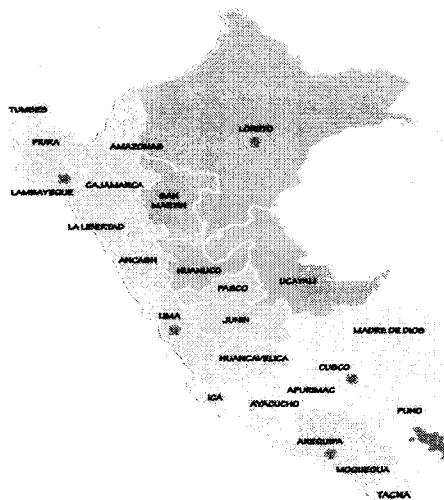 TUMBES
PIURA
LORETO
AMAZONAS
CAJAMARCA
LAMBAYEQUE
SAN
MARTIN
LA LIBERTAD
ANCASH
HUANUCO
UCAYALI
PASCO
LIMA
JUNIN
MADRE DE DIOS
HUANCAVELICA
CUSCO
APURIMAC
ICA
AYACUCHO
PUNO
AREQUIPA
MOQUEGUA
TACNA